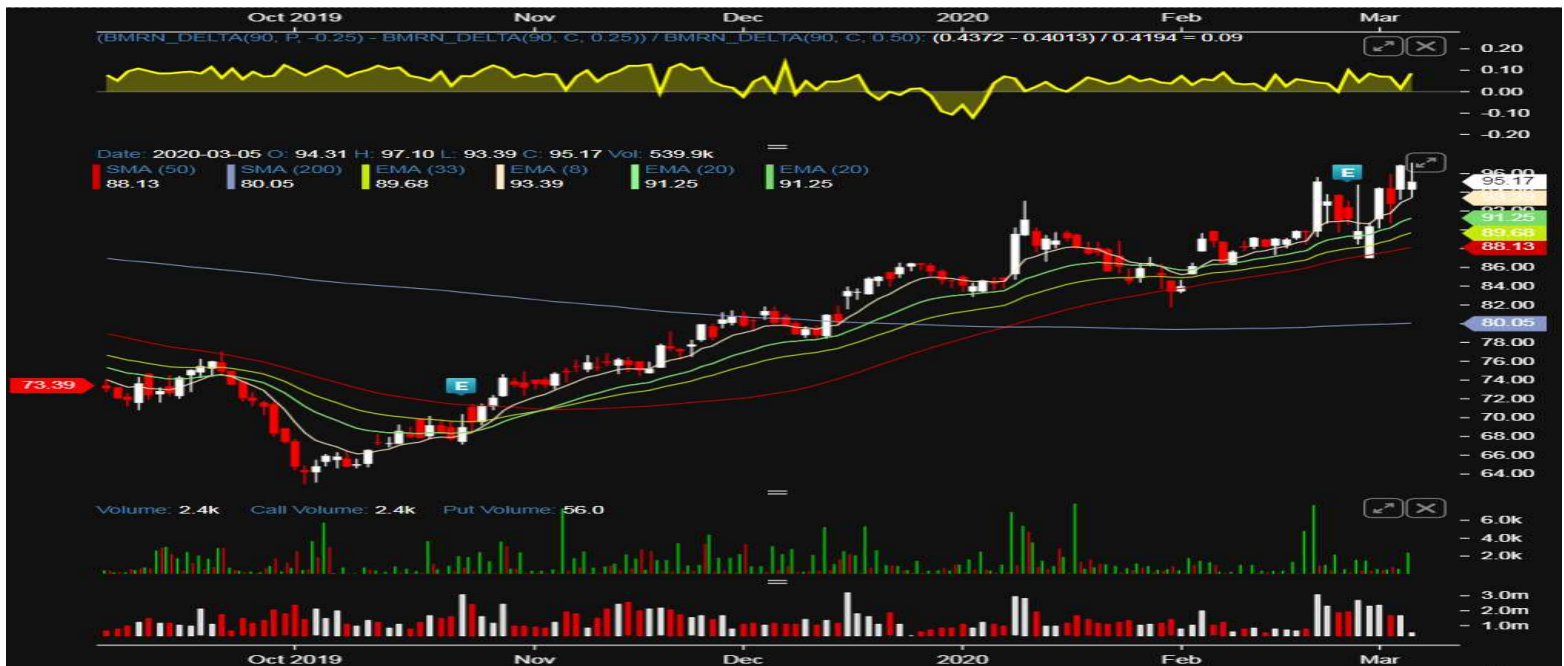 Oct 2019 Nov Dec 2020 Feb Mar
(BMRN_DELTA(90, P, -0.25) - BMRN_DELTA(90, C, 0.25)) / BMRN_DELTA(90, C, 0.50): (0.4372 - 0.4013) / 0.4194 = 0.09
0.20
0.10
0.00
-0.10
-0.20
Date: 2020-03-05 O: 94.31 H: 97.10 L: 93.39 C: 95.17 Vol: 539.9k
SMA (50) SMA (200) EMA (33) EMA (8) EMA (20) EMA (20)
88.13 80.05 89.68 93.39 91.25 91.25
E
96.00
95.17
91.25
89.68
88.13
86.00
84.00
82.00
80.05
78.00
76.00
74.00
73.39
E
72.00
70.00
68.00
66.00
64.00
Volume: 2.4k Call Volume: 2.4k Put Volume: 56.0
6.0k
4.0k
2.0k
3.0m
2.0m
1.0m
Oct 2019 Nov Dec 2020 Feb Mar